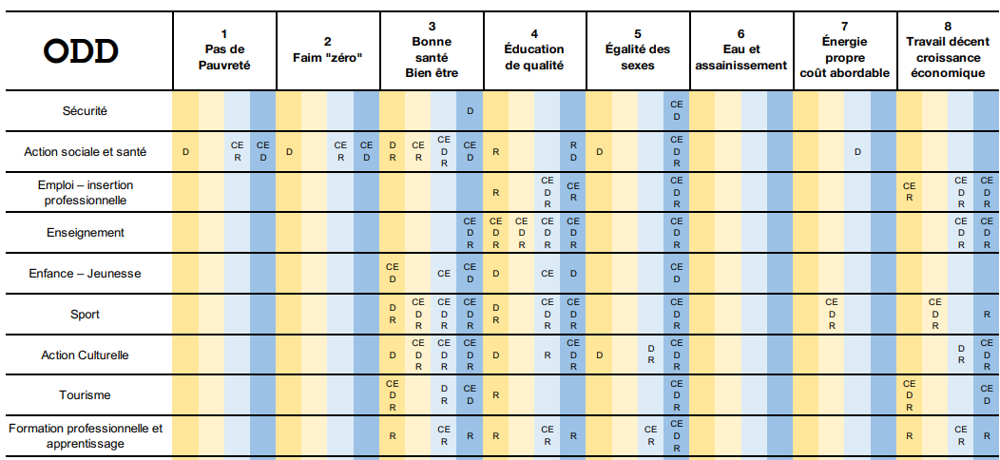 ODD
1
Pas de
Pauvreté
2
Faim "zéro"
3
Bonne
santé
Bien être
4
Éducation
de qualité
5
Égalité des
sexes
6
Eau et
assainissement
7
Énergie
propre
coût abordable
8
Travail décent
croissance
économique
Sécurité
D
CE
D
Action sociale et santé
D
CE
R
CE
D
D
CE
R
CE
D
D
R
CE
R
CE
D
R
CE
D
R
R
D
D
CE
D
R
D
Emploi – insertion
professionnelle
R
CE
D
R
CE
R
CE
D
R
CE
R
CE
D
R
CE
D
R
Enseignement
CE
D
R
CE
D
R
CE
D
R
CE
D
R
CE
D
R
CE
D
R
CE
D
R
CE
D
R
Enfance – Jeunesse
CE
D
CE
CE
D
D
CE
D
CE
D
Sport
D
R
CE
D
R
CE
D
R
CE
D
R
D
R
CE
D
R
CE
D
R
CE
D
R
CE
D
R
CE
D
R
R
Action Culturelle
D
CE
D
R
CE
D
R
CE
D
R
D
R
CE
D
R
D
D
R
CE
D
R
D
R
CE
D
R
Tourisme
CE
D
R
D
R
CE
D
R
CE
D
R
CE
D
R
CE
D
Formation professionnelle et
apprentissage
R
CE
R
R
R
CE
R
R
CE
R
CE
D
R
R
CE
R
R